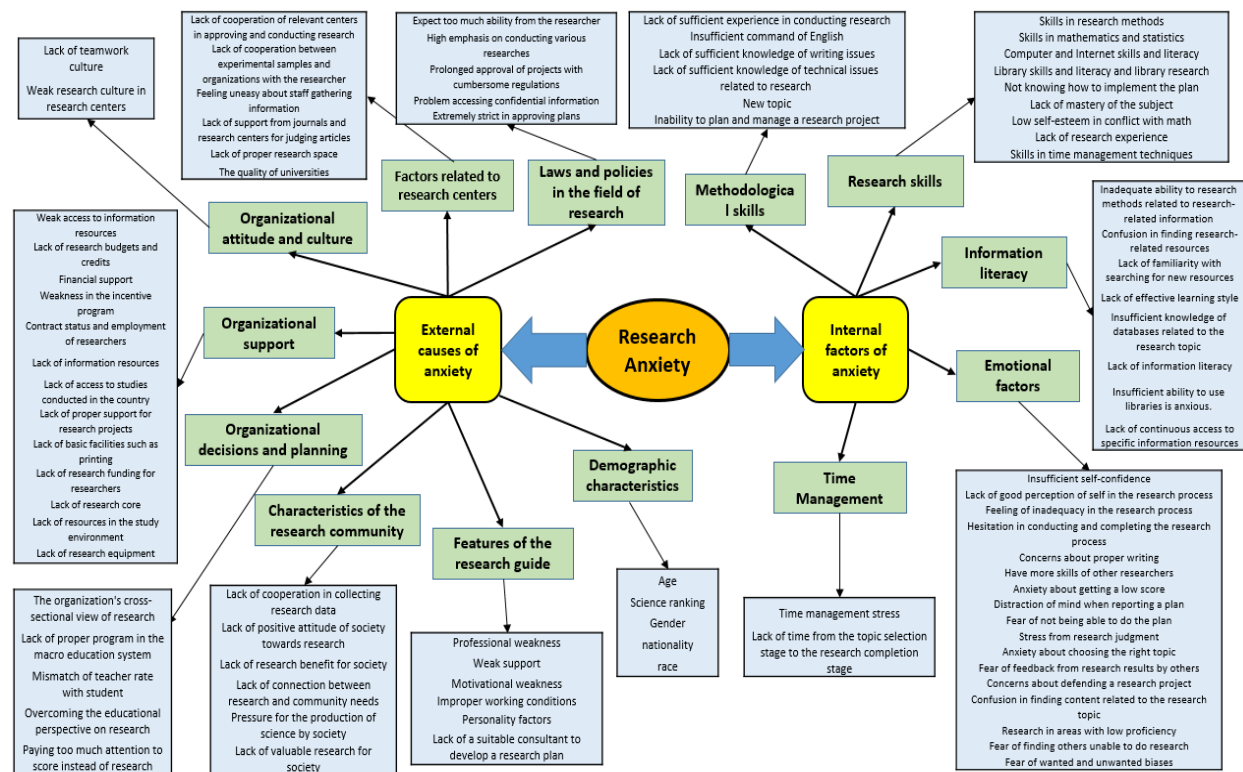 Lack of teamwork
culture
Weak research culture in
research centers
Lack of cooperation of relevant centers
in approving and conducting research
Lack of cooperation between
experimental samples and
organizations with the researcher
Feeling uneasy about staff gathering
information
Lack of support from journals and
research centers for judging articles
Lack of proper research space
The quality of universities
Expect too much ability from the researcher
High emphasis on conducting various
researches
Prolonged approval of projects with
cumbersome regulations
Problem accessing confidential information
Extremely strict in approving plans
Lack of sufficient experience in conducting research
Insufficient command of English
Lack of sufficient knowledge of writing issues
Lack of sufficient knowledge of technical issues
related to research
New topic
Inability to plan and manage a research project
Skills in research methods
Skills in mathematics and statistics
Computer and Internet skills and literacy
Library skills and literacy and library research
Not knowing how to implement the plan
Lack of mastery of the subject
Low self-esteem in conflict with math
Lack of research experience
Skills in time management techniques
Organizational
attitude and culture
Factors related to
research centers
Laws and policies
in the field of
research
Methodologica
l skills
Research skills
Information
literacy
Inadequate ability to research
methods related to research-
related information
Confusion in finding research-
related resources
Lack of familiarity with
searching for new resources
Lack of effective learning style
Insufficient knowledge of
databases related to the
research topic
Lack of information literacy
Insufficient ability to use
libraries is anxious.
Lack of continuous access to
specific information resources
Weak access to information
resources
Lack of research budgets and
credits
Financial support
Weakness in the incentive
program
Contract status and employment
of researchers
Lack of information resources
Lack of access to studies
conducted in the country
Lack of proper support for
research projects
Lack of basic facilities such as
printing
Lack of research funding for
researchers
Lack of research core
Lack of resources in the study
environment
Lack of research equipment
Organizational
support
External
causes of
anxiety
Research
Anxiety
Internal
factors of
anxiety
Emotional
factors
Organizational
decisions and planning
Characteristics of the
research community
Features of the
research guide
Demographic
characteristics
Time
Management
The organization's cross-
sectional view of research
Lack of proper program in the
macro education system
Mismatch of teacher rate
with student
Overcoming the educational
perspective on research
Paying too much attention to
score instead of research
Lack of cooperation in collecting
research data
Lack of positive attitude of society
towards research
Lack of research benefit for society
Lack of connection between
research and community needs
Pressure for the production of
science by society
Lack of valuable research for
society
Professional weakness
Weak support
Motivational weakness
Improper working conditions
Personality factors
Lack of a suitable consultant to
develop a research plan
Age
Science ranking
Gender
nationality
race
Time management stress
Lack of time from the topic selection
stage to the research completion
stage
Insufficient self-confidence
Lack of good perception of self in the research process
Feeling of inadequacy in the research process
Hesitation in conducting and completing the research
process
Concerns about proper writing
Have more skills of other researchers
Anxiety about getting a low score
Distraction of mind when reporting a plan
Fear of not being able to do the plan
Stress from research judgment
Anxiety about choosing the right topic
Fear of feedback from research results by others
Concerns about defending a research project
Confusion in finding content related to the research
topic
Research in areas with low proficiency
Fear of finding others unable to do research
Fear of wanted and unwanted biases